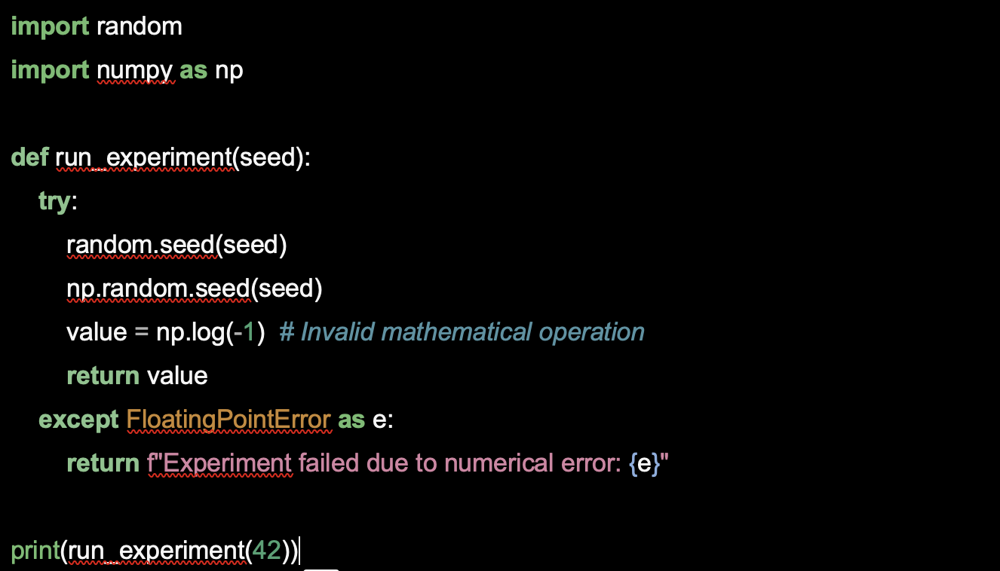 import random
import numpy as np
def run_experiment(seed):
try:
random.seed(seed)
np.random.seed(seed)
value = np.log(-1)  # Invalid mathematical operation
return value
except FloatingPointError as e:
return f"Experiment failed due to numerical error: {e}"
print(run_experiment(42))